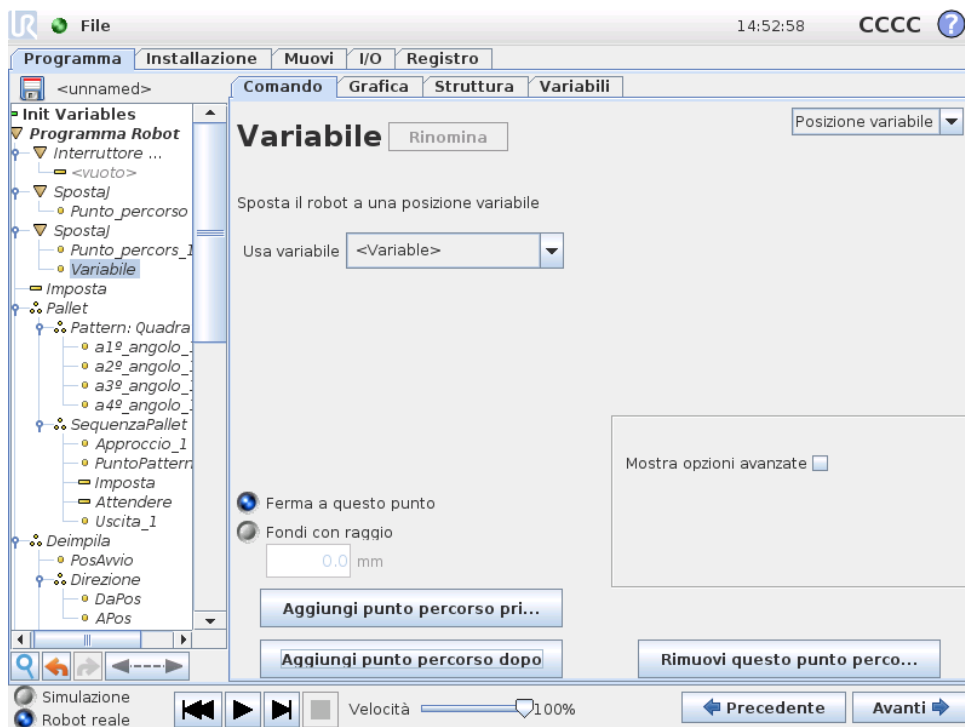 UR File 14:52:58 CCCC ?
Programma Installazione Muovi I/O Registro
<unnamed> Comando Grafica Struttura Variabili
Init Variables
Programma Robot
Interruttore ...
<vuoto>
SpostaJ
Punto_percorso
SpostaJ
Punto_percors_1
Variabile
Imposta
Pallet
Pattern: Quadra
a1º_angolo_
a2º_angolo_
a3º_angolo_
a4º_angolo_
SequenzaPallet
Approccio_1
PuntoPattern
Imposta
Attendere
Uscita_1
Deimpila
PosAvvio
Direzione
DaPos
APos
Variabile Rinomina Posizione variabile
Sposta il robot a una posizione variabile
Usa variabile <Variable>
Mostra opzioni avanzate
Ferma a questo punto
Fondi con raggio
0.0 mm
Aggiungi punto percorso pri...
Aggiungi punto percorso dopo Rimuovi questo punto perco...
Simulazione
Robot reale
Velocità 100% Precedente Avanti